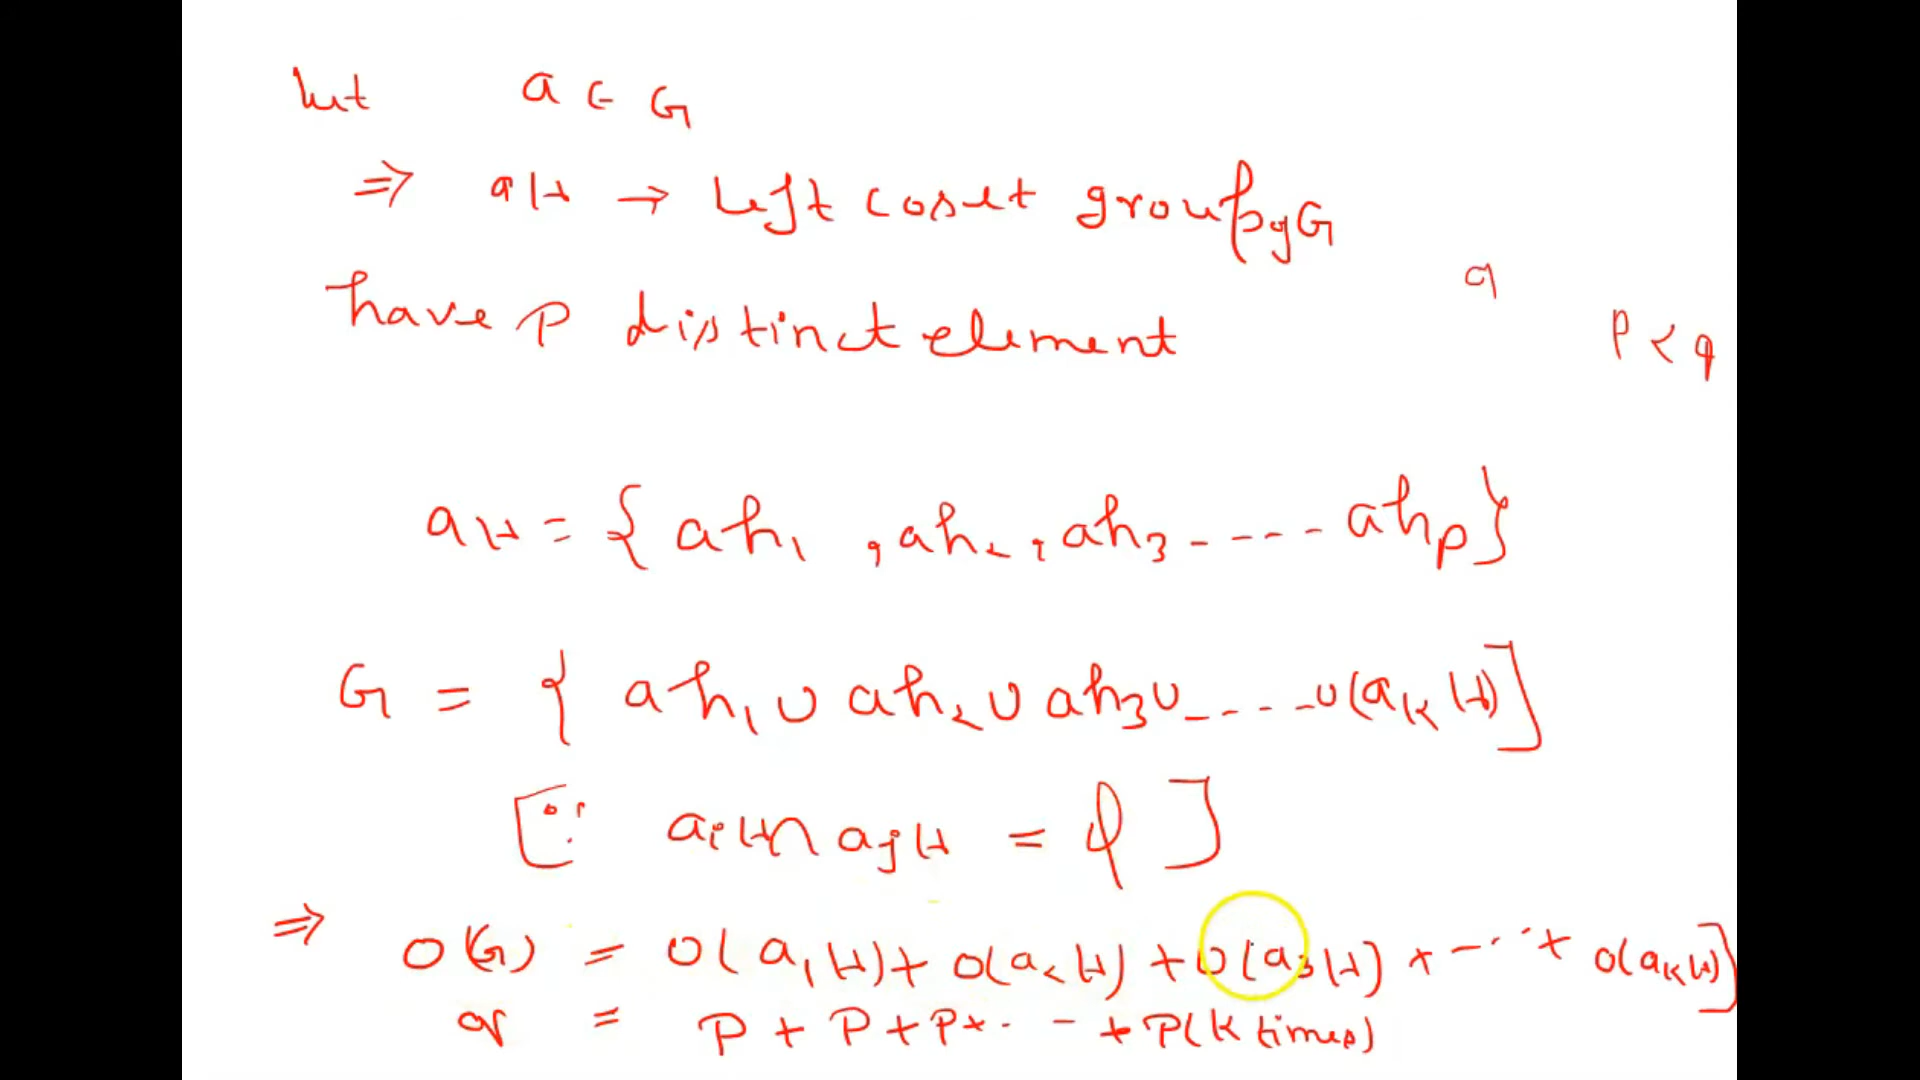 let a ∈ G
⇒ aH → Left coset group of G
q
have P distinct element
P < q
aH = { ah₁ , ah₂ , ah₃ - - - - - ahₚ }
G = { ah₁ ∪ ah₂ ∪ ah₃ ∪ - - - - - ∪ (aₖ H) ]
[ ∵ aᵢH ∩ aⱼH = ϕ ]
⇒ O(G) = O( a₁H) + O(a₂H) + O(a₃H) + - - - + O(aₖH) ]
q = P + P + P + - - - + P( K times)